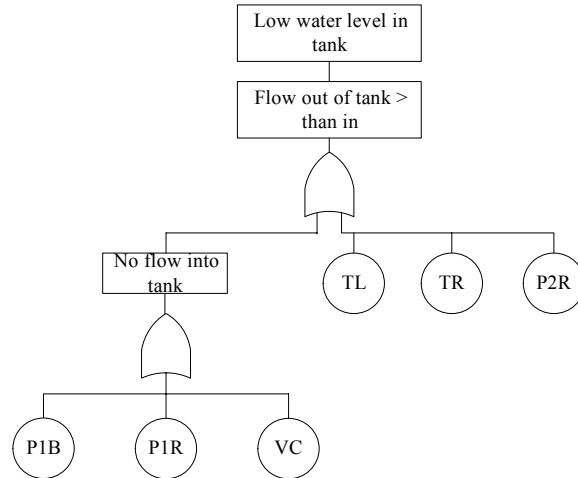 Low water level in
tank
Flow out of tank >
than in
No flow into
tank
TL
TR
P2R
P1B
P1R
VC